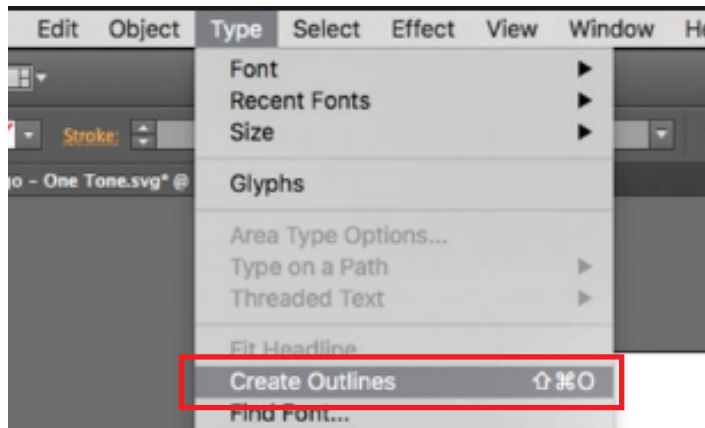 Edit Object Type Select Effect View Window
Font
Recent Fonts
Size
Stroke:
– One Tone.svg* @
Glyphs
Area Type Options...
Type on a Path
Threaded Text
Fit Headline
Create Outlines ⇧⌘O
Find Font...